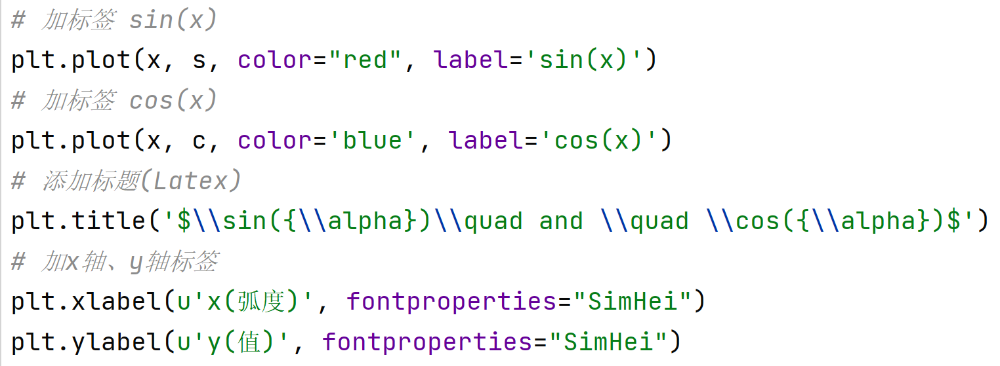 # 加标签 sin(x)
plt.plot(x, s, color="red", label='sin(x)')
# 加标签 cos(x)
plt.plot(x, c, color='blue', label='cos(x)')
# 添加标题(Latex)
plt.title('$\\sin({\\alpha})\\quad and \\quad \\cos({\\alpha})$')
# 加x轴、y轴标签
plt.xlabel(u'x(弧度)', fontproperties="SimHei")
plt.ylabel(u'y(值)', fontproperties="SimHei")